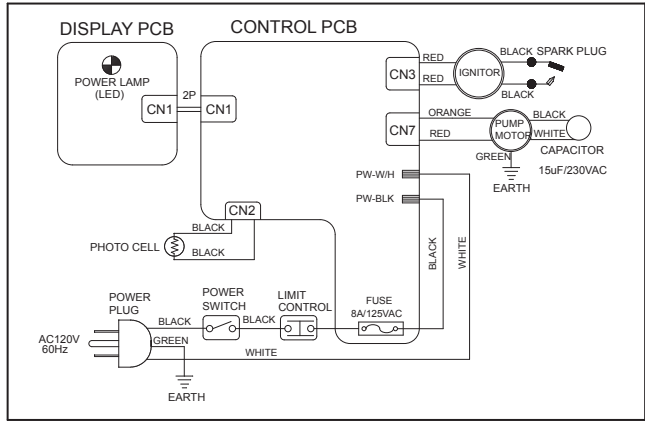 DISPLAY PCB
CONTROL PCB
POWER LAMP
(LED)
CN1
2P
CN1
CN3
RED
RED
IGNITOR
BLACK
SPARK PLUG
BLACK
CN7
ORANGE
RED
PUMP
MOTOR
BLACK
WHITE
CAPACITOR
15uF/230VAC
GREEN
EARTH
PW-W/H
PW-BLK
CN2
BLACK
BLACK
PHOTO CELL
BLACK
WHITE
POWER
PLUG
AC120V
60Hz
BLACK
POWER
SWITCH
BLACK
LIMIT
CONTROL
FUSE
8A/125VAC
GREEN
WHITE
EARTH